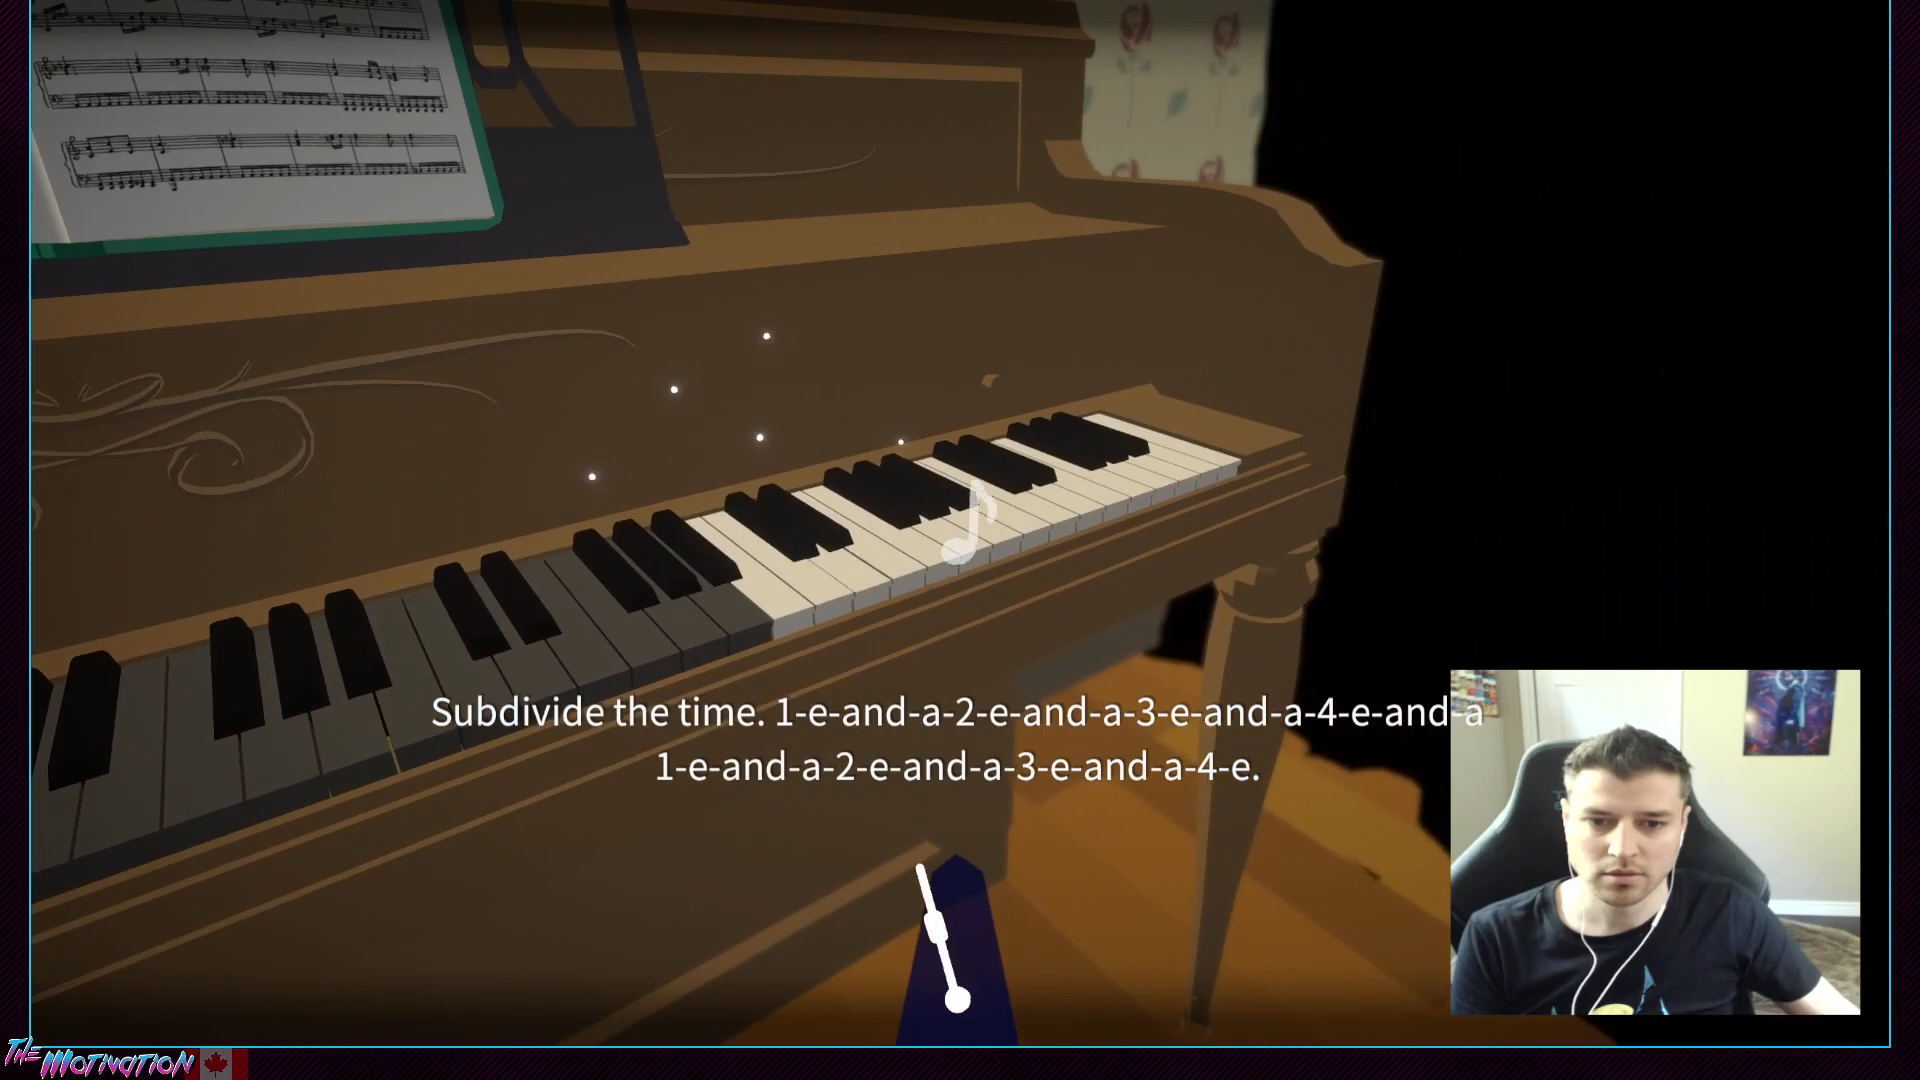 Subdivide the time. 1-e-and-a-2-e-and-a-3-e-and-a-4-e-and-a
1-e-and-a-2-e-and-a-3-e-and-a-4-e.
THE
MOTIVATION